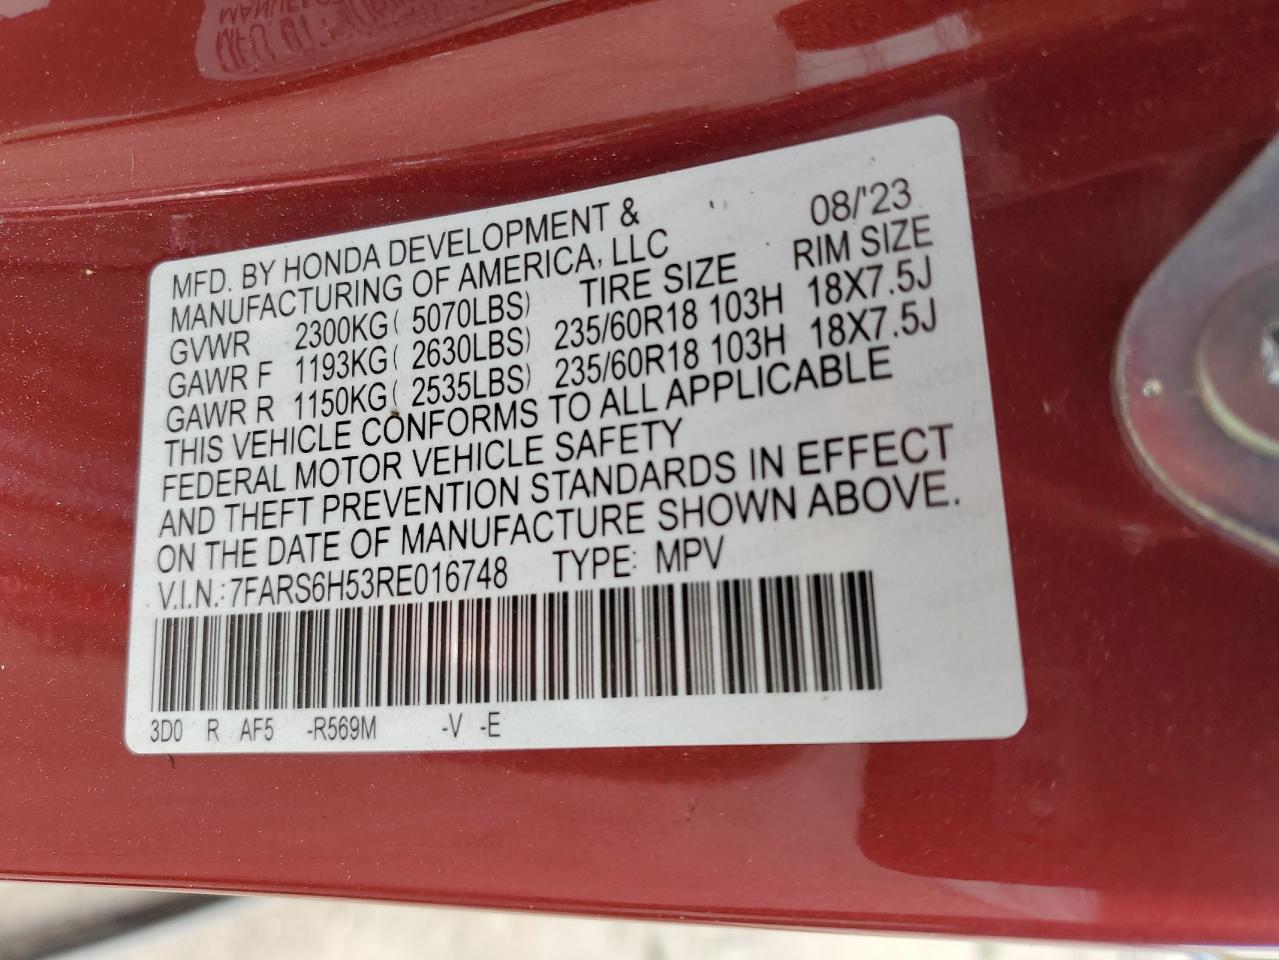 MFD. BY HONDA DEVELOPMENT & 08/'23
MANUFACTURING OF AMERICA, LLC RIM SIZE
GVWR 2300KG( 5070LBS) TIRE SIZE
GAWR F 1193KG( 2630LBS) 235/60R18 103H 18X7.5J
GAWR R 1150KG( 2535LBS) 235/60R18 103H 18X7.5J
THIS VEHICLE CONFORMS TO ALL APPLICABLE
FEDERAL MOTOR VEHICLE SAFETY
AND THEFT PREVENTION STANDARDS IN EFFECT
ON THE DATE OF MANUFACTURE SHOWN ABOVE.
V.I.N.: 7FARS6H53RE016748 TYPE: MPV
3D0 R AF5 -R569M -V -E